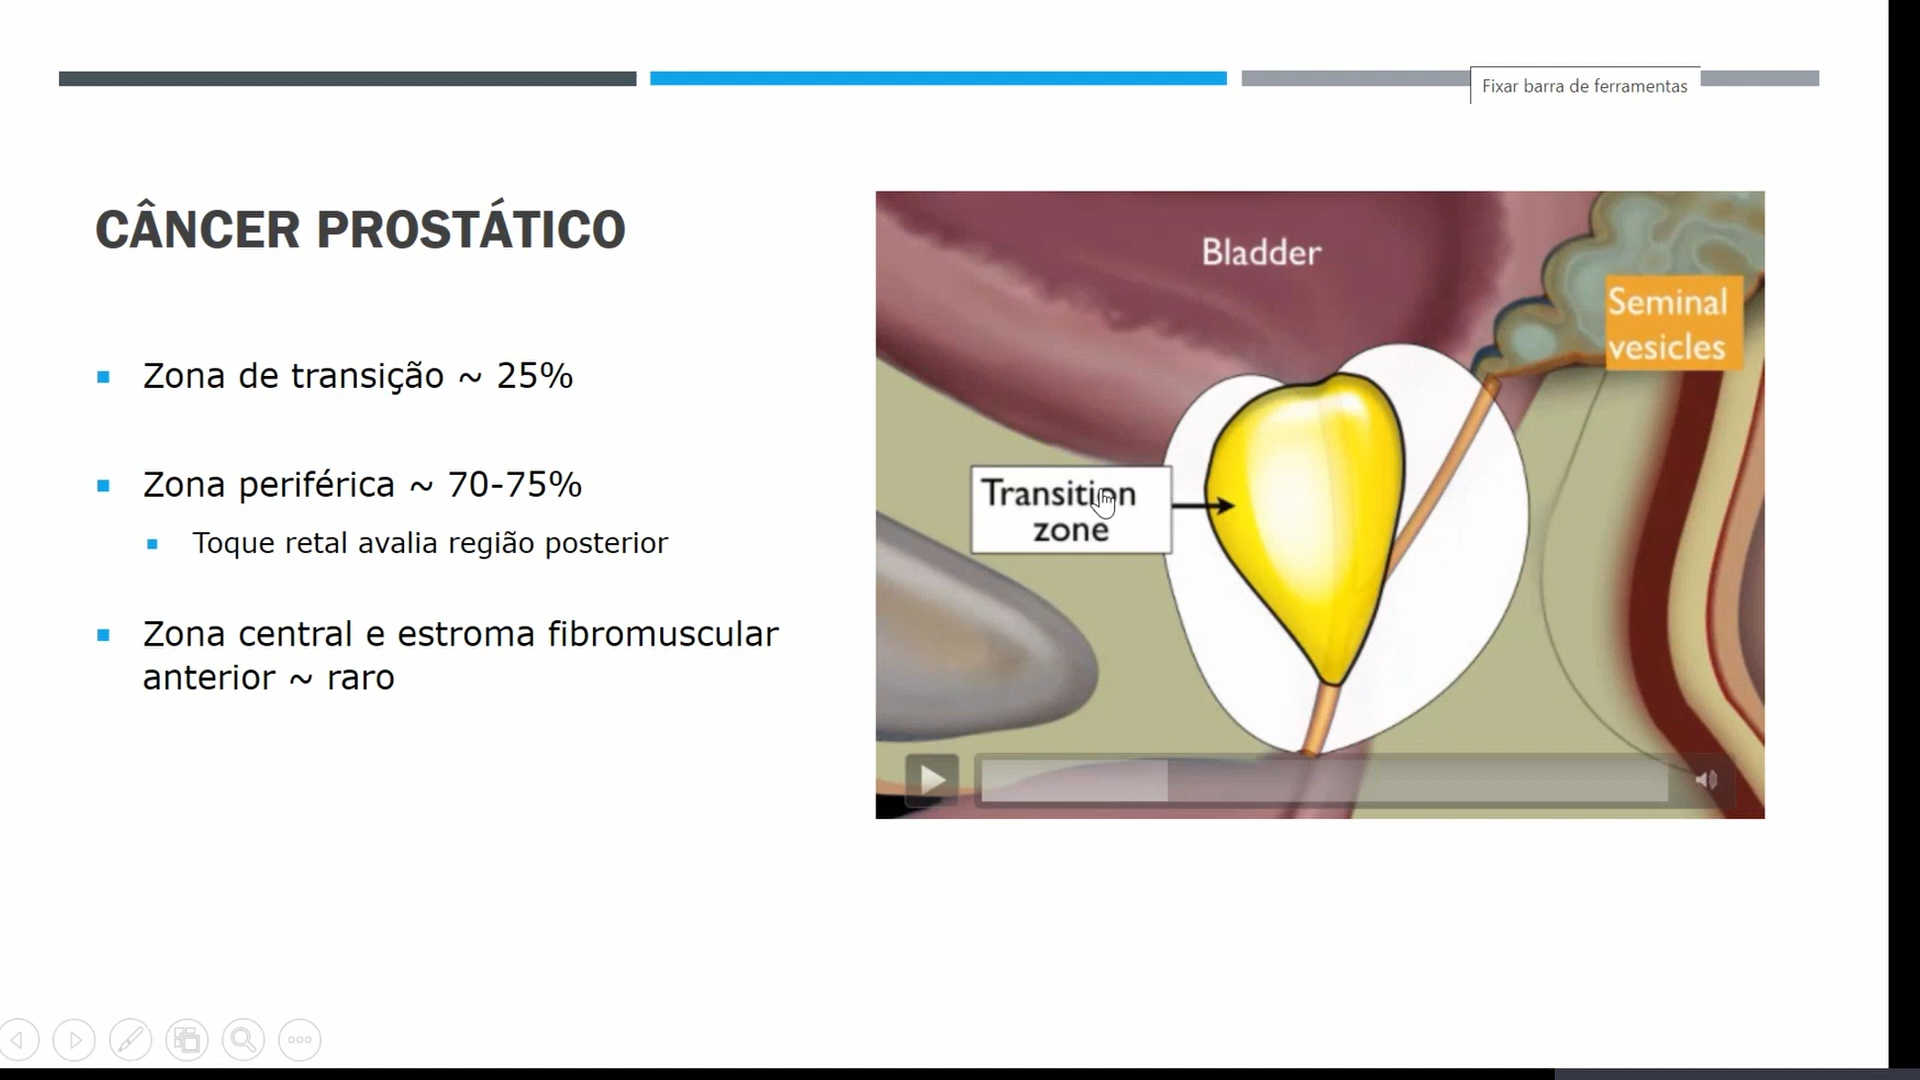 Fixar barra de ferramentas
CÂNCER PROSTÁTICO
Zona de transição ~ 25%
Zona periférica ~ 70-75%
Toque retal avalia região posterior
Zona central e estroma fibromuscular
anterior ~ raro
Bladder
Seminal
vesicles
Transition
zone